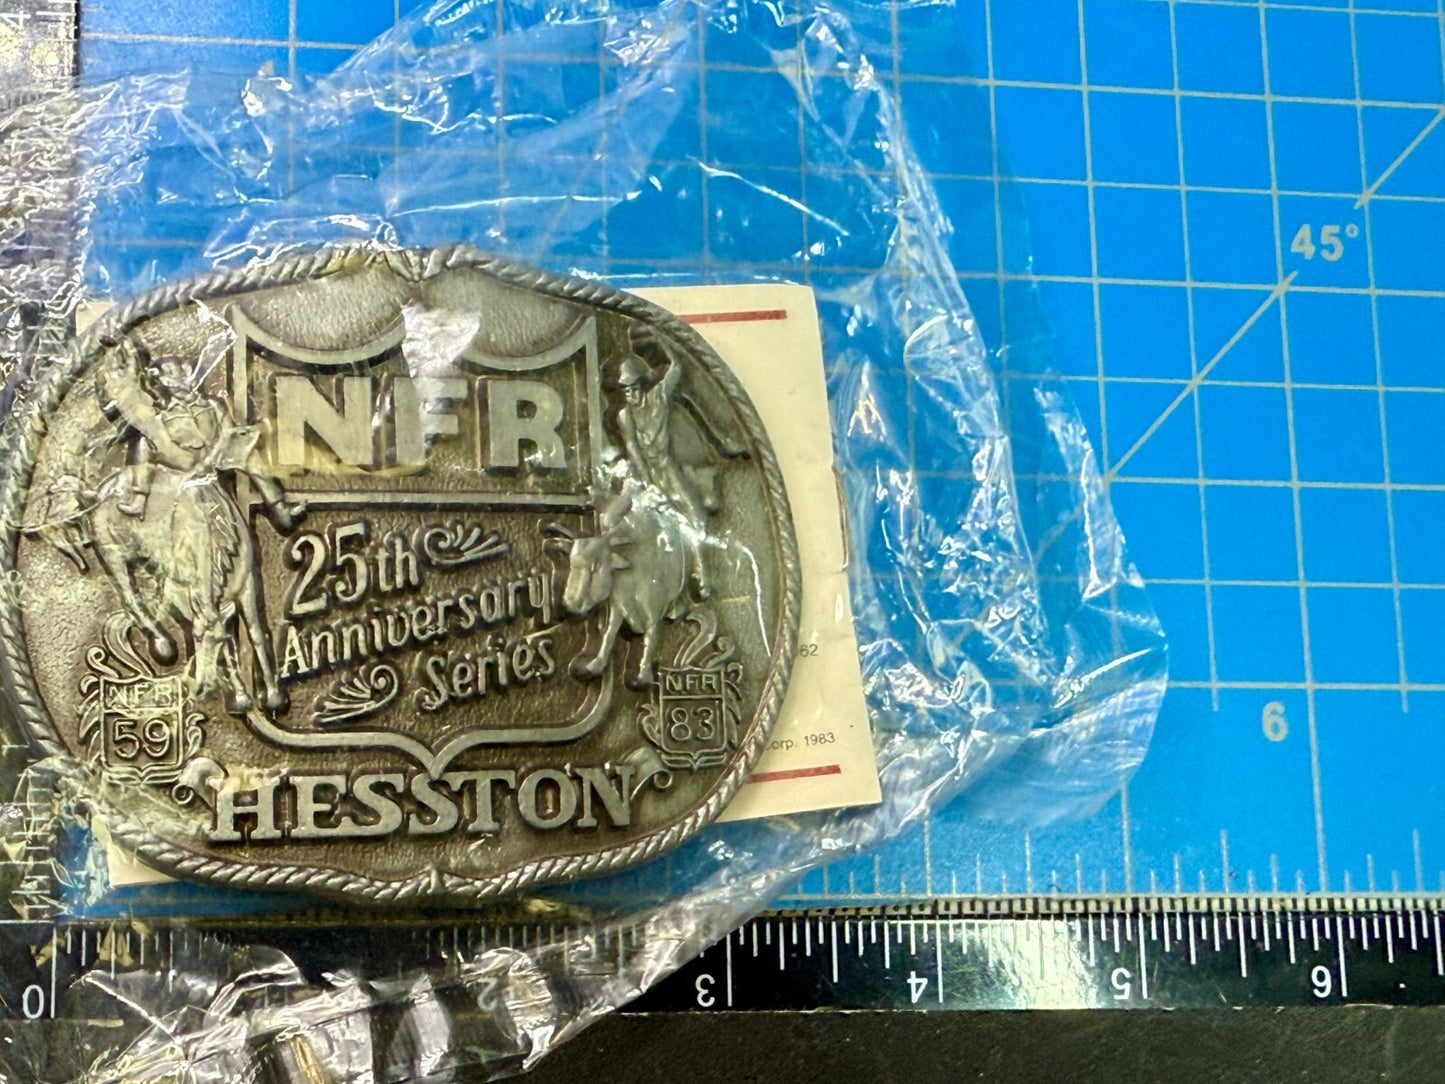 NFR
25th
Anniversary
Series
NFR
59
NFR
83
HESSTON
62
orp. 1983
45°
6
0
2
3
4
5
6